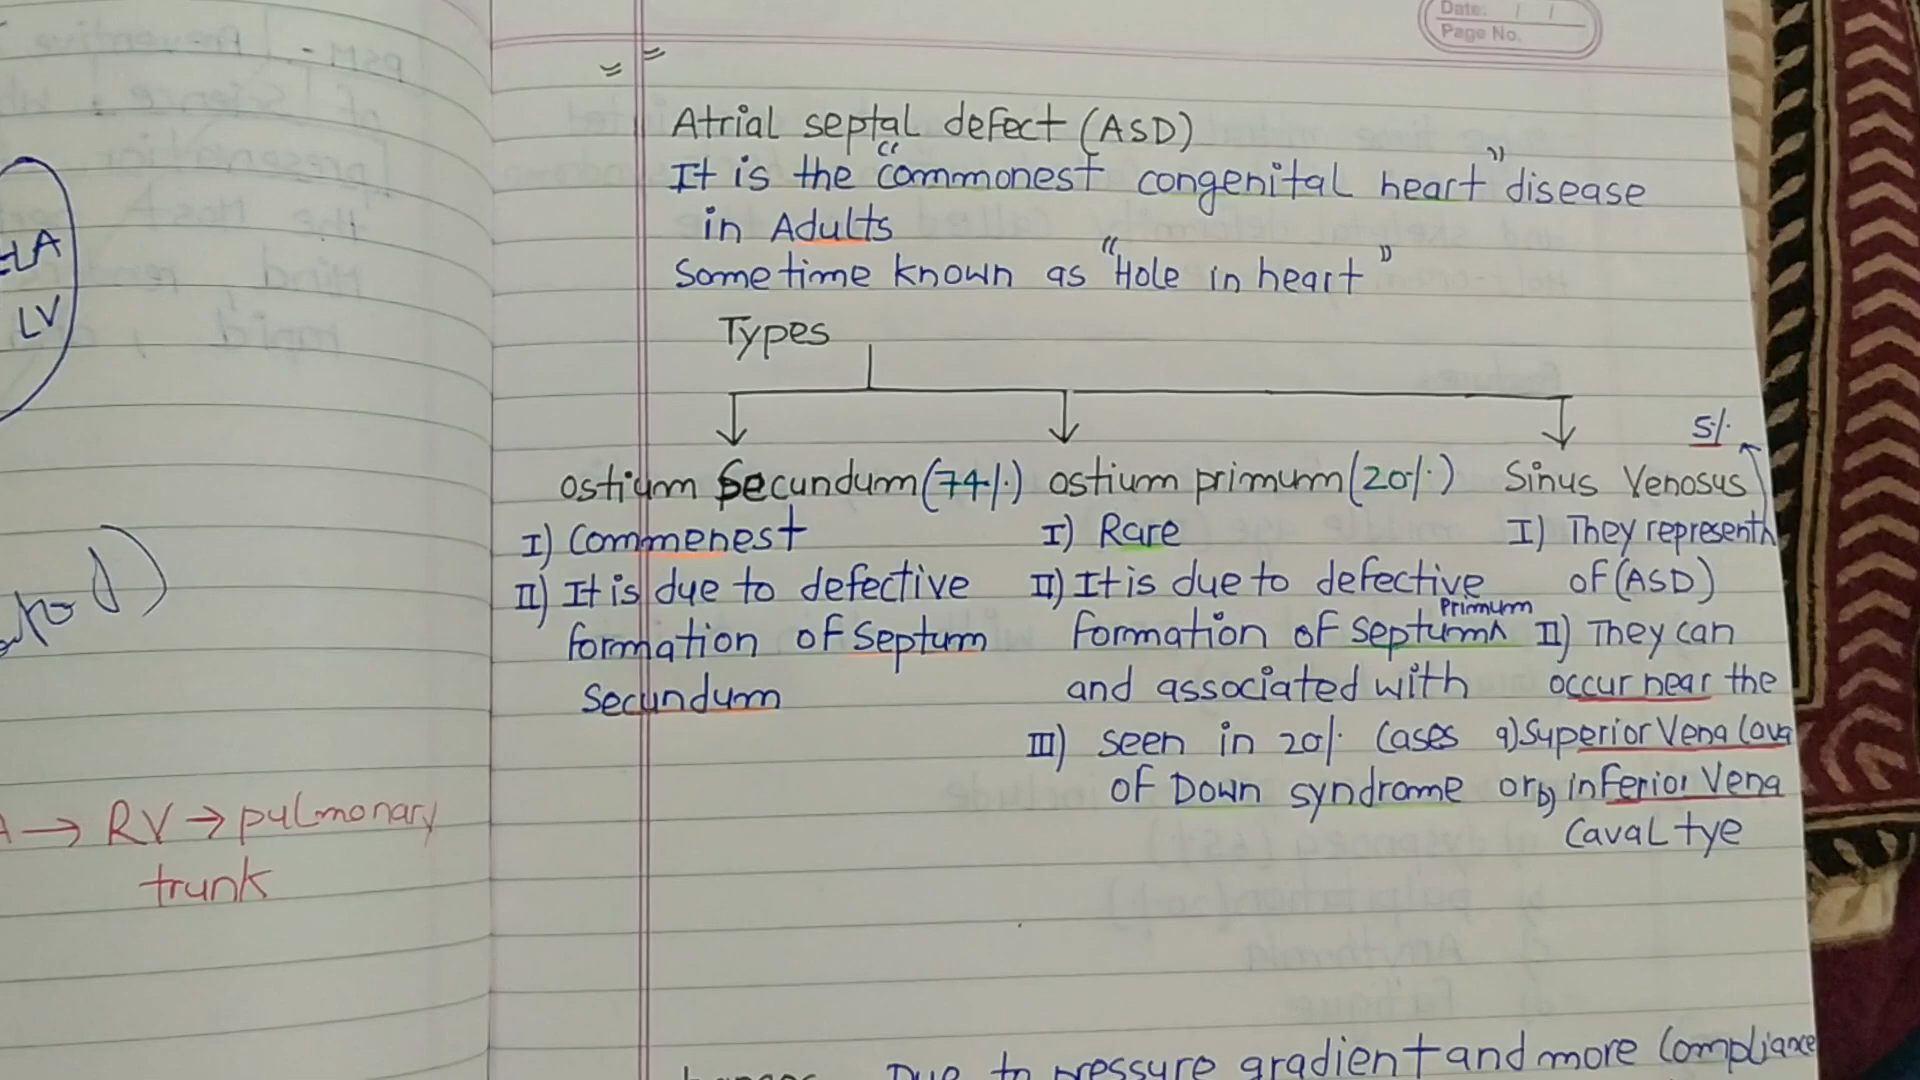 Date: / /
Page No.
Atrial septal defect (ASD)
It is the "commonest congenital heart" disease
in Adults
Sometime known as "Hole in heart"
Types
5%
ostium Secundum (74%)
I) Commenest
II) It is due to defective
formation of Septum
Secundum
ostium primum (20%)
I) Rare
II) It is due to defective
formation of septum primum
and associated with
III) seen in 20% Cases
of Down syndrome
Sinus Venosus
I) They represent
of (ASD)
II) They can
occur near the
a) Superior Vena Cava
or b) inferior Vena
Caval tye
Due to pressure gradient and more Compliance
LA
LV
→ RV → pulmonary
trunk